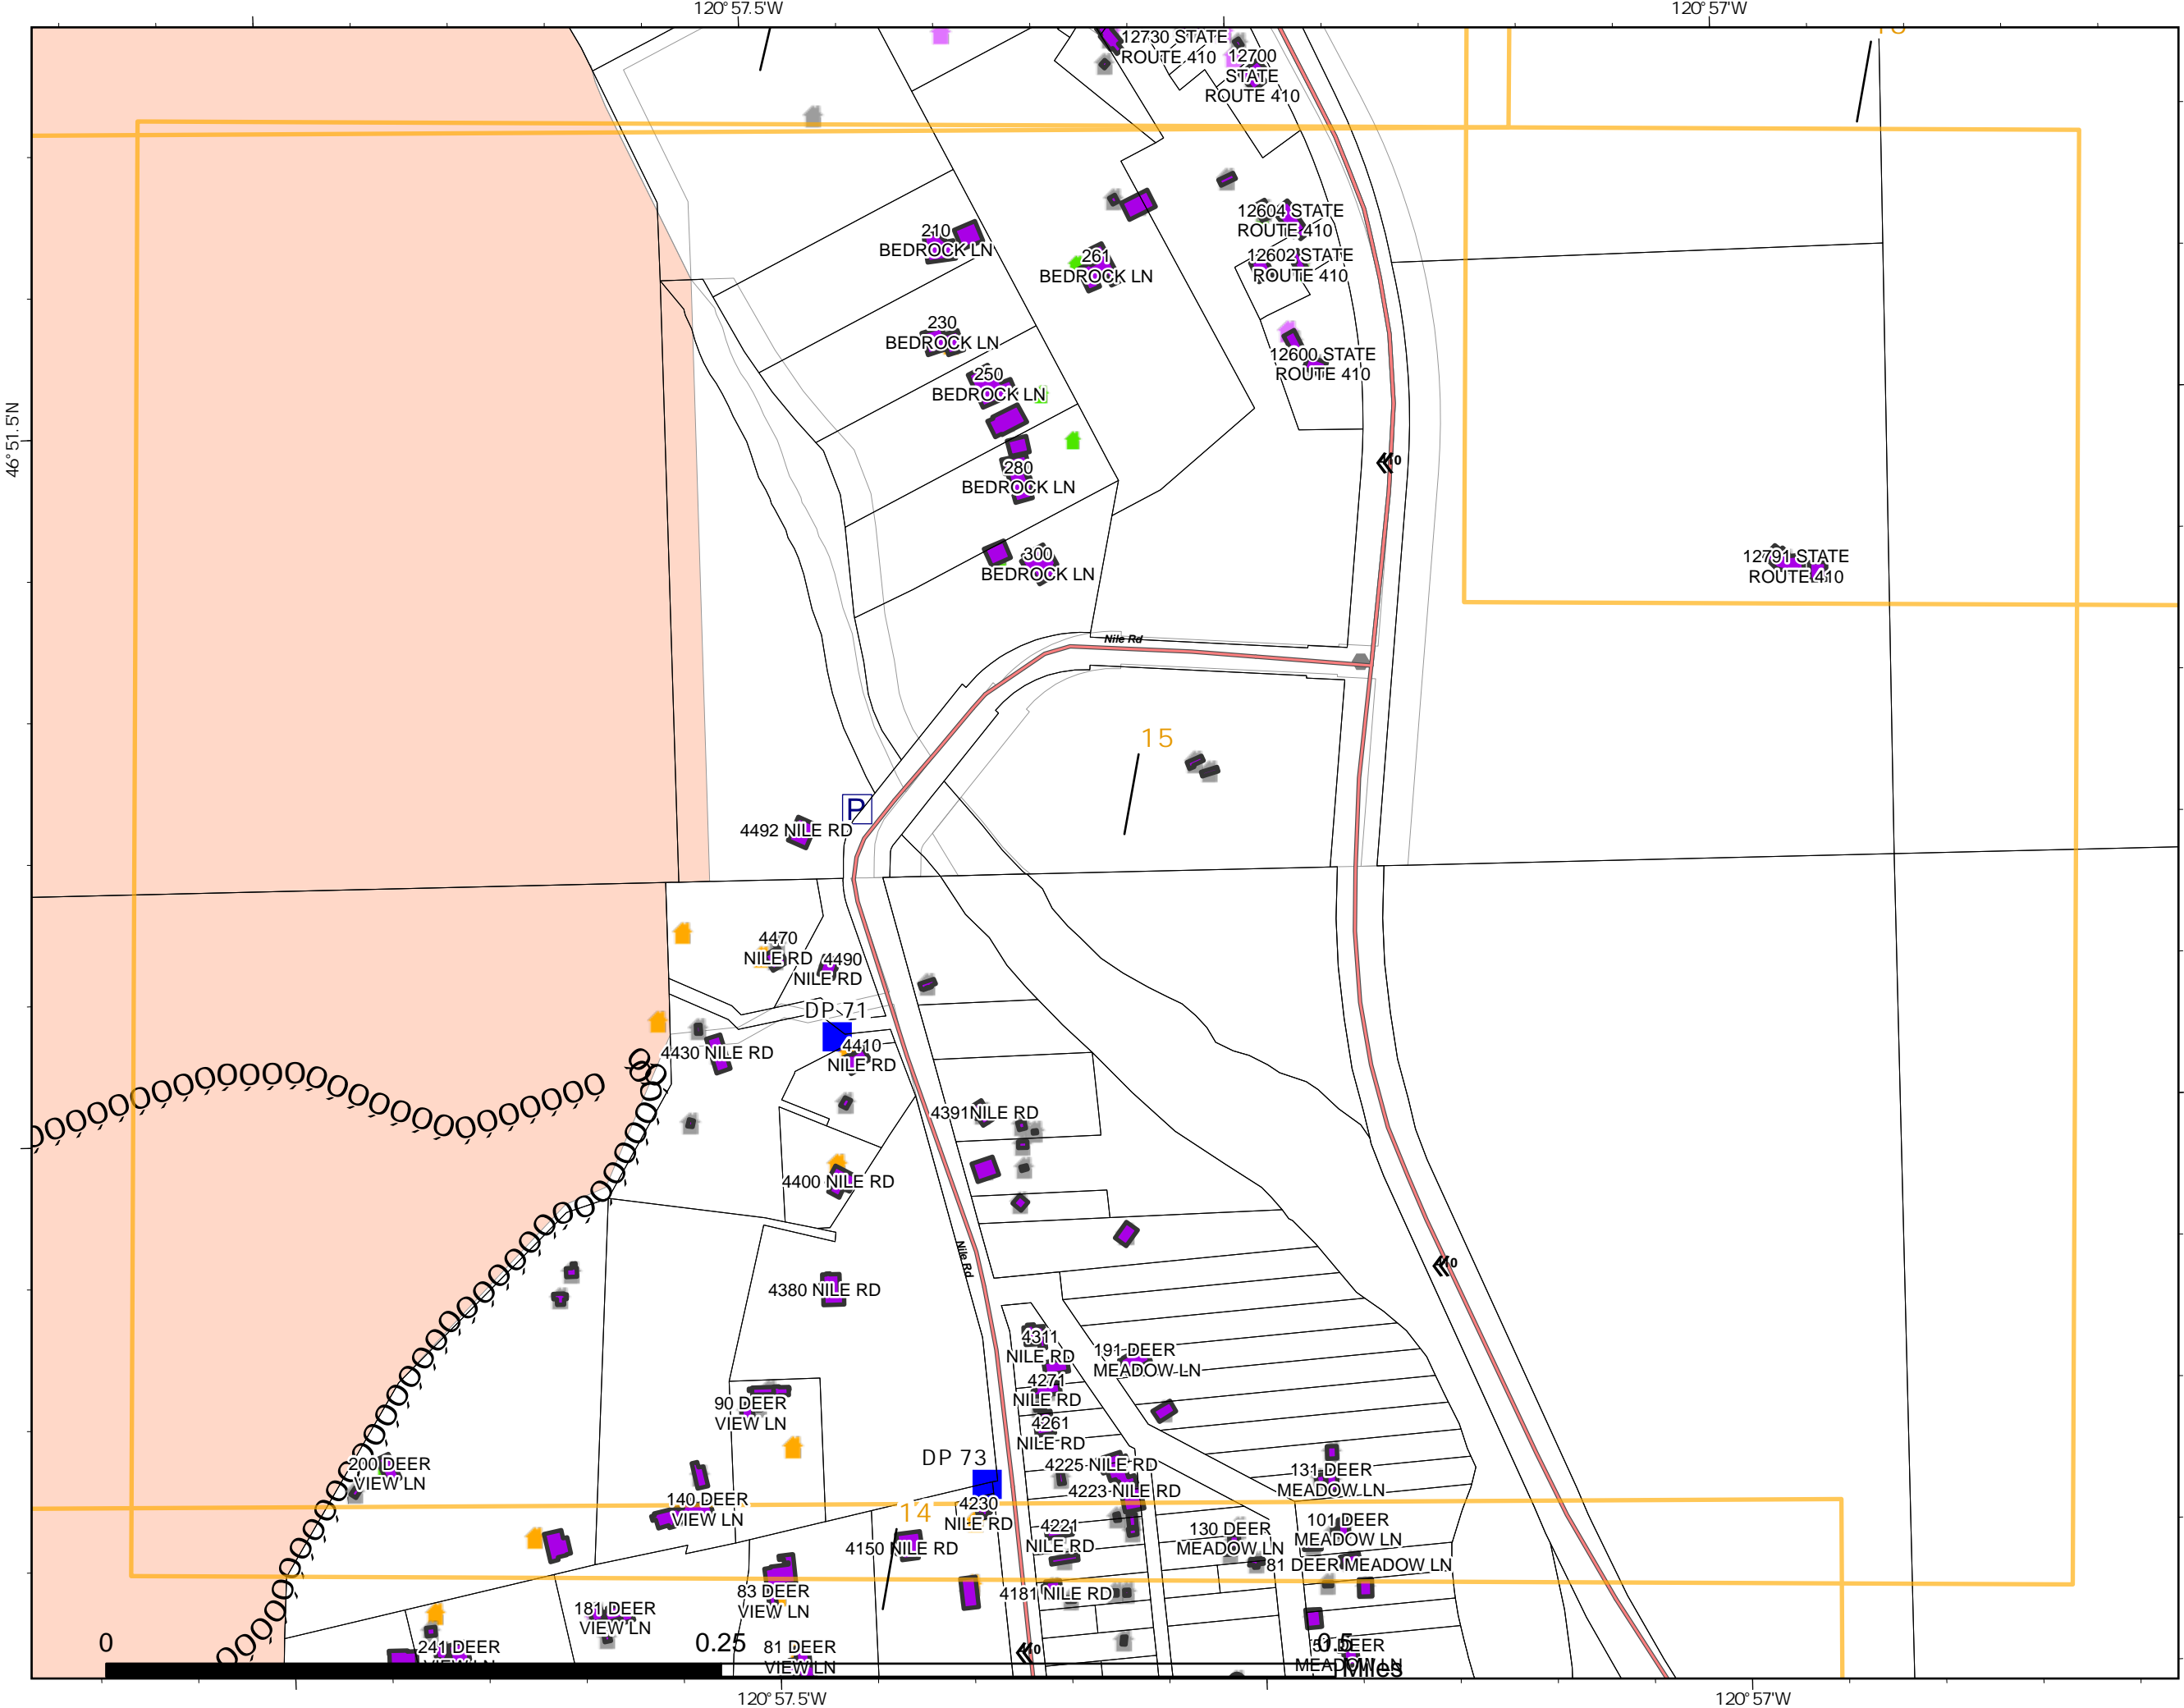 120° 57.5'W
120° 57'W
12730 STATE
ROUTE 410
12700
STATE
ROUTE 410
12604 STATE
ROUTE 410
210
BEDROCK LN
261
BEDROCK LN
12602 STATE
ROUTE 410
230
BEDROCK LN
12600 STATE
ROUTE 410
250
BEDROCK LN
46° 51.5'N
280
BEDROCK LN
300
BEDROCK LN
12791 STATE
ROUTE 410
Nile Rd
15
P
4492 NILE RD
4470
NILE RD
4490
NILE RD
DP 71
4430 NILE RD
4410
NILE RD
4391 NILE RD
4400 NILE RD
Nile Rd
4380 NILE RD
4311
NILE RD
191 DEER
MEADOW LN
4271
NILE RD
90 DEER
VIEW LN
4261
NILE RD
DP 73
200 DEER
VIEW LN
4225 NILE RD
131 DEER
MEADOW LN
4223 NILE RD
140 DEER
VIEW LN
4230
NILE RD
14
4221
NILE RD
130 DEER
MEADOW LN
101 DEER
MEADOW LN
4150 NILE RD
81 DEER MEADOW LN
83 DEER
VIEW LN
4181 NILE RD
181 DEER
VIEW LN
241 DEER
VIEW LN
81 DEER
VIEW LN
51 DEER
MEADOW LN
0
0.25
0.5
Miles
120° 57.5'W
120° 57'W